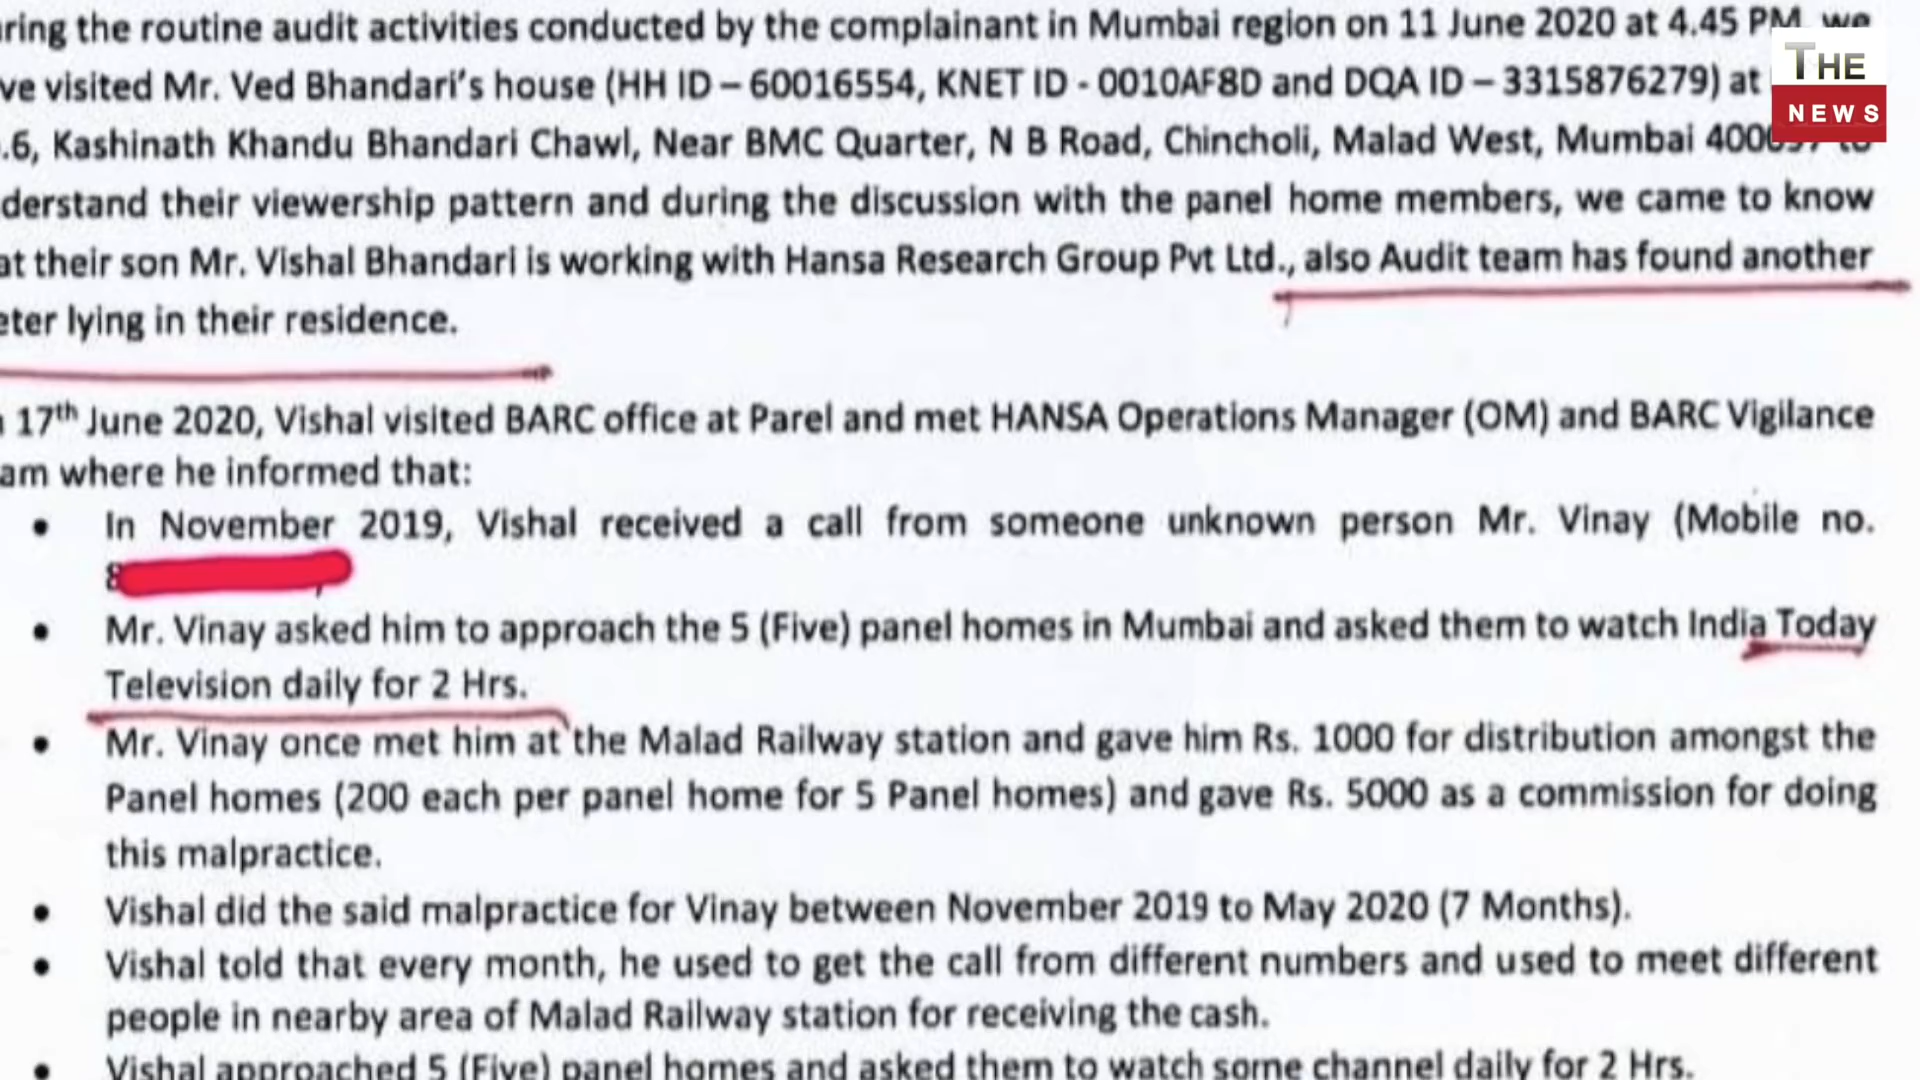 ring the routine audit activities conducted by the complainant in Mumbai region on 11 June 2020 at 4.45 PM, we
ve visited Mr. Ved Bhandari's house (HH ID – 60016554, KNET ID - 0010AF8D and DQA ID – 3315876279) at
.6, Kashinath Khandu Bhandari Chawl, Near BMC Quarter, N B Road, Chincholi, Malad West, Mumbai
derstand their viewership pattern and during the discussion with the panel home members, we came to know
at their son Mr. Vishal Bhandari is working with Hansa Research Group Pvt Ltd., also Audit team has found another
eter lying in their residence.
17th June 2020, Vishal visited BARC office at Parel and met HANSA Operations Manager (OM) and BARC Vigilance
am where he informed that:
• In November 2019, Vishal received a call from someone unknown person Mr. Vinay (Mobile no.
8
• Mr. Vinay asked him to approach the 5 (Five) panel homes in Mumbai and asked them to watch India Today
Television daily for 2 Hrs.
• Mr. Vinay once met him at the Malad Railway station and gave him Rs. 1000 for distribution amongst the
Panel homes (200 each per panel home for 5 Panel homes) and gave Rs. 5000 as a commission for doing
this malpractice.
• Vishal did the said malpractice for Vinay between November 2019 to May 2020 (7 Months).
• Vishal told that every month, he used to get the call from different numbers and used to meet different
people in nearby area of Malad Railway station for receiving the cash.
• Vishal approached 5 (Five) panel homes and asked them to watch some channel daily for 2 Hrs.
THE
NEWS